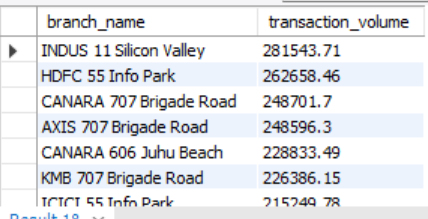 branch_name transaction_volume
INDUS 11 Silicon Valley 281543.71
HDFC 55 Info Park 262658.46
CANARA 707 Brigade Road 248701.7
AXIS 707 Brigade Road 248596.3
CANARA 606 Juhu Beach 228833.49
KMB 707 Brigade Road 226386.15
ICICI 55 Info Park 215249.78
Result 18